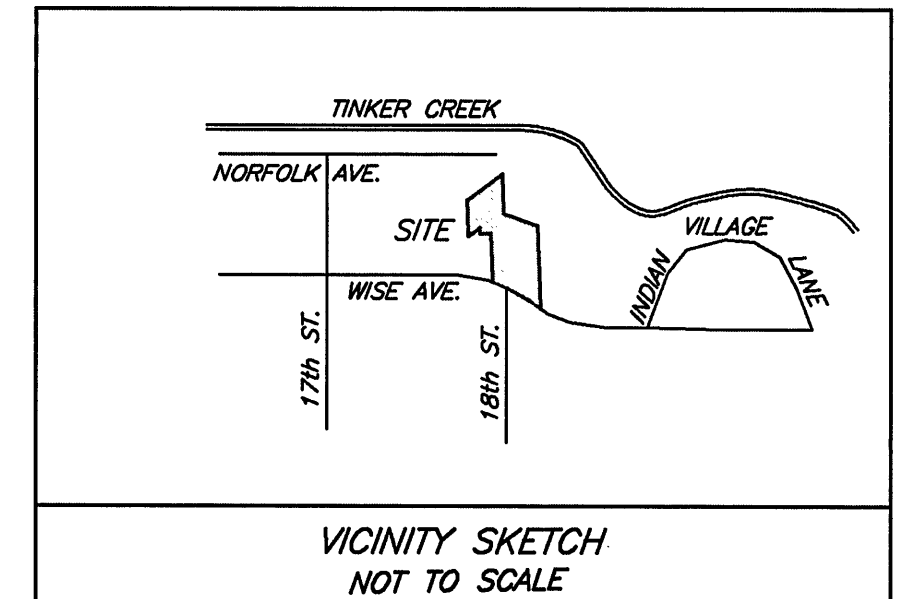 TINKER CREEK
NORFOLK AVE.
SITE
VILLAGE
INDIAN
LANE
WISE AVE.
17th ST.
18th ST.
VICINITY SKETCH
NOT TO SCALE